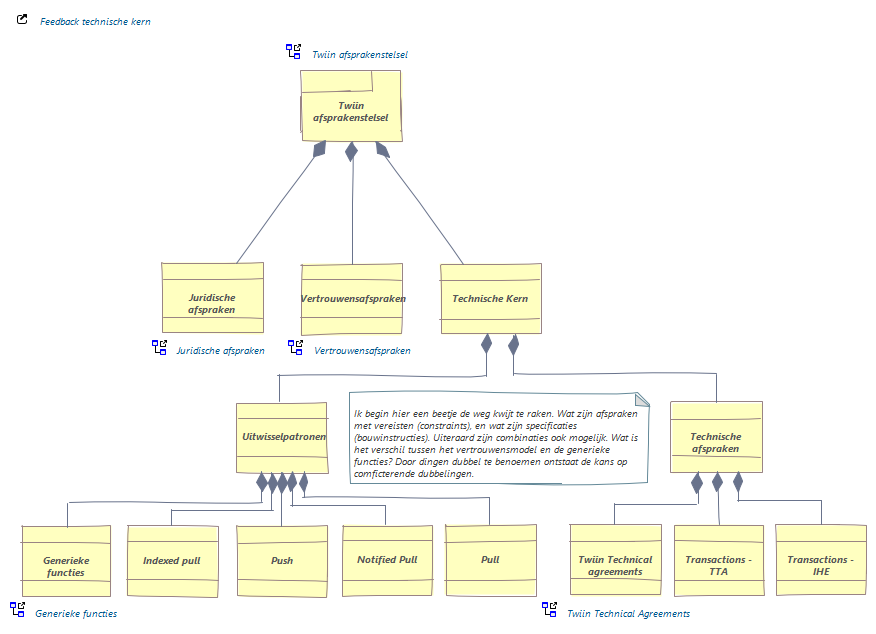 Feedback technische kern
Twiin afsprakenstelsel
Twiin
afsprakenstelsel
Juridische
afspraken
Vertrouwensafspraken
Technische Kern
Juridische afspraken
Vertrouwensafspraken
Uitwisselpatronen
Ik begin hier een beetje de weg kwijt te raken. Wat zijn afspraken
met vereisten (constraints), en wat zijn specificaties
(bouwinstructies). Uiteraard zijn combinaties ook mogelijk. Wat is
het verschil tussen het vertrouwensmodel en de generieke
functies? Door dingen dubbel te benoemen ontstaat de kans op
comficterende dubbelingen.
Technische
afspraken
Generieke
functies
Indexed pull
Push
Notified Pull
Pull
Twiin Technical
agreements
Transactions -
TTA
Transactions -
IHE
Generieke functies
Twiin Technical Agreements